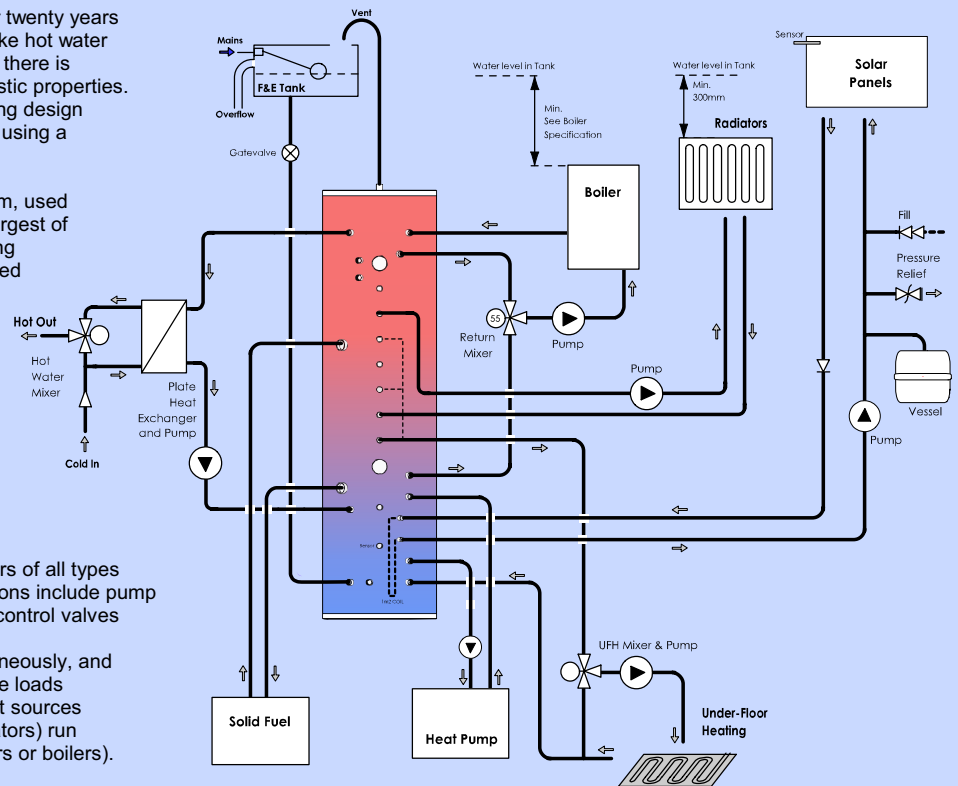 twenty years
ke hot water
there is
stic properties.
ng design
using a
m, used
rgest of
ng
ed
rs of all types
ons include pump
control valves
neously, and
e loads
t sources
ators) run
rs or boilers).
Vent
Mains
F&E Tank
Overflow
Gatevalve
Water level in Tank
Min.
See Boiler
Specification
Boiler
Water level in Tank
Min.
300mm
Radiators
Sensor
Solar
Panels
Fill
Pressure
Relief
Vessel
Pump
Hot Out
Hot
Water
Mixer
Cold In
Plate
Heat
Exchanger
and Pump
55
Return
Mixer
Pump
Pump
Solid Fuel
Heat Pump
UFH Mixer & Pump
Under-Floor
Heating